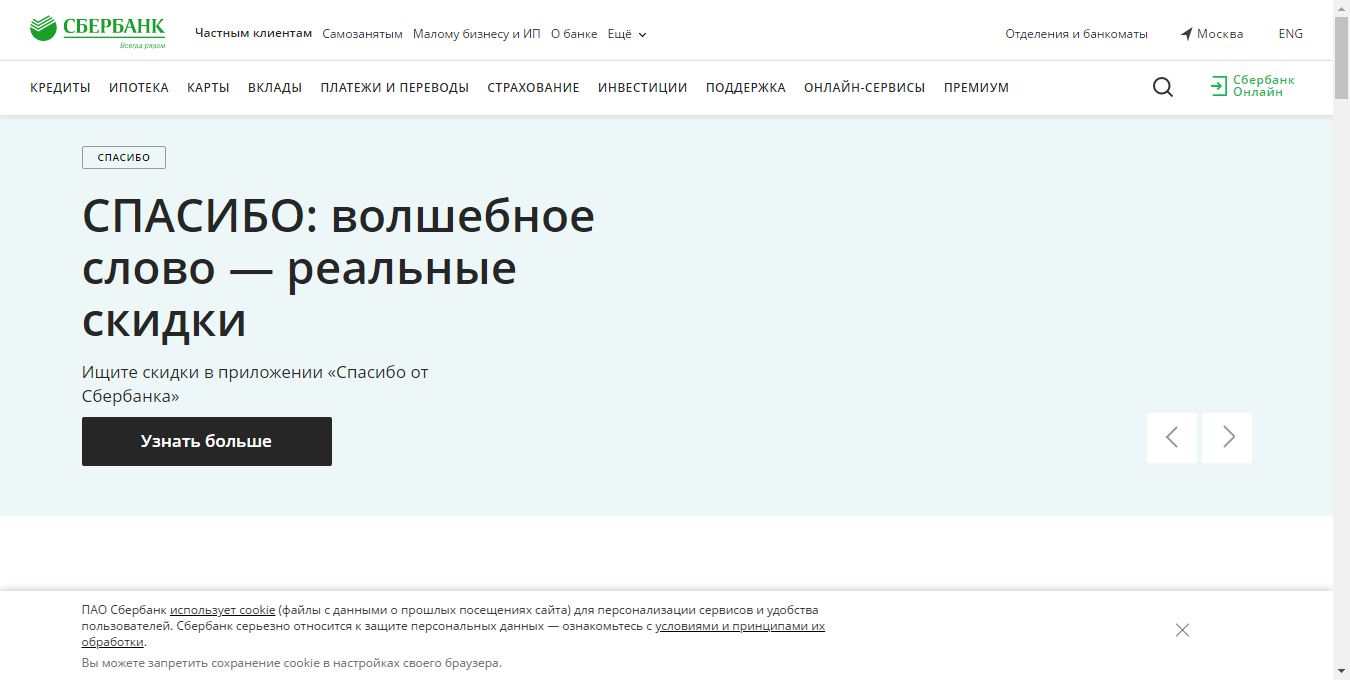 СБЕРБАНК
Всегда рядом
Частным клиентам Самозанятым Малому бизнесу и ИП О банке Ещё
Отделения и банкоматы Москва ENG
КРЕДИТЫ ИПОТЕКА КАРТЫ ВКЛАДЫ ПЛАТЕЖИ И ПЕРЕВОДЫ СТРАХОВАНИЕ ИНВЕСТИЦИИ ПОДДЕРЖКА ОНЛАЙН-СЕРВИСЫ ПРЕМИУМ
Сбербанк
Онлайн
СПАСИБО
СПАСИБО: волшебное
слово — реальные
скидки
Ищите скидки в приложении «Спасибо от
Сбербанка»
Узнать больше
ПАО Сбербанк использует cookie (файлы с данными о прошлых посещениях сайта) для персонализации сервисов и удобства
пользователей. Сбербанк серьезно относится к защите персональных данных — ознакомьтесь с условиями и принципами их
обработки.
Вы можете запретить сохранение cookie в настройках своего браузера.